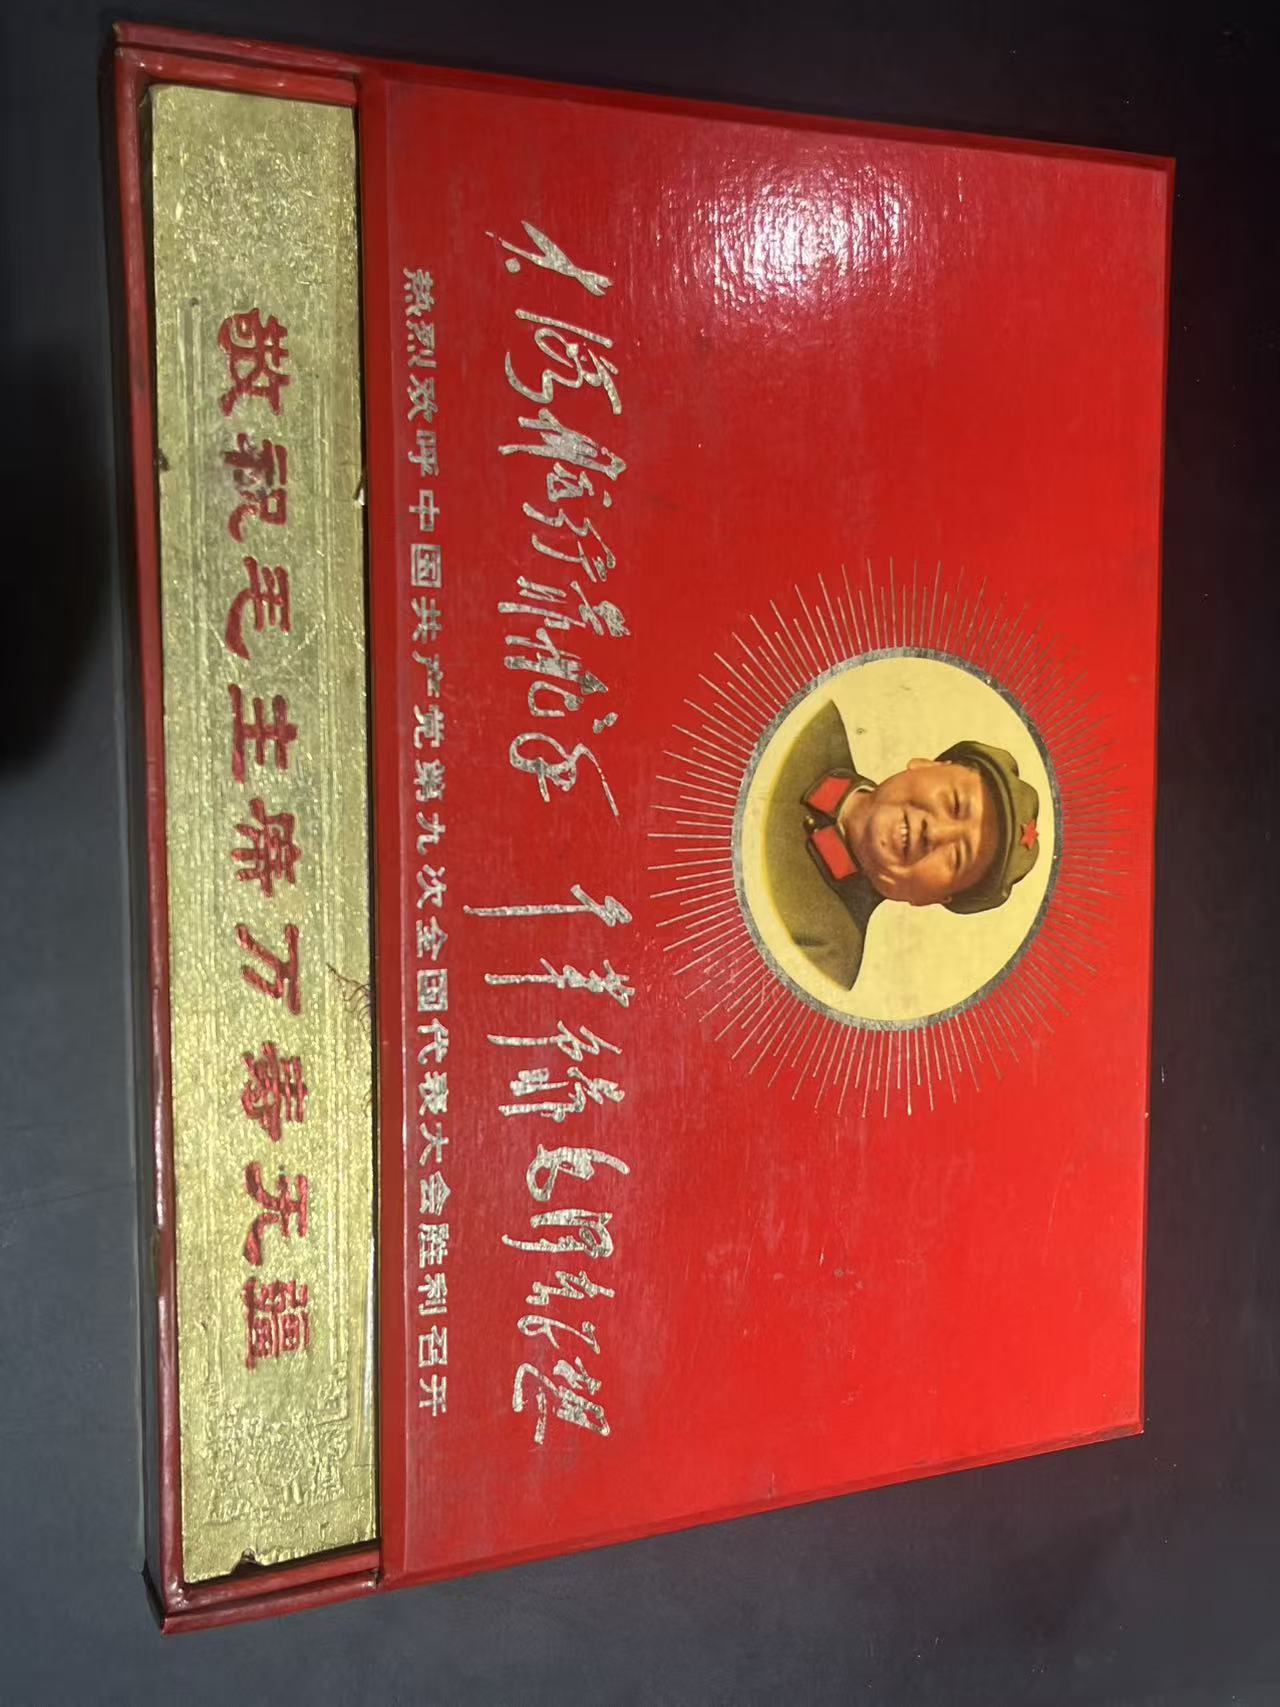 大海航行靠舵手 干革命靠毛泽东思想
热烈欢呼中国共产党第九次全国代表大会胜利召开
敬祝毛主席万寿无疆